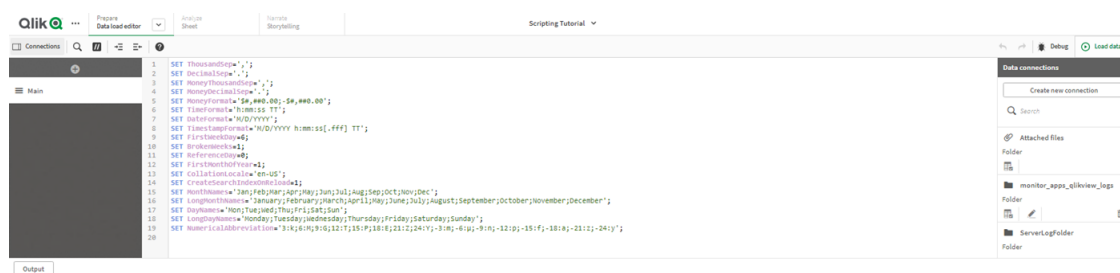 Qlik
Prepare
Data load editor
Analyze
Sheet
Narrate
Storytelling
Scripting Tutorial
Connections
Debug
Load data
Main
1 SET ThousandSep=',';
2 SET DecimalSep='.';
3 SET MoneyThousandSep=',';
4 SET MoneyDecimalSep='.';
5 SET MoneyFormat='$#,##0.00;-$#,##0.00';
6 SET TimeFormat='h:mm:ss TT';
7 SET DateFormat='M/D/YYYY';
8 SET TimestampFormat='M/D/YYYY h:mm:ss[.fff] TT';
9 SET FirstWeekDay=6;
10 SET BrokenWeeks=1;
11 SET ReferenceDay=0;
12 SET FirstMonthOfYear=1;
13 SET CollationLocale='en-US';
14 SET CreateSearchIndexOnReload=1;
15 SET MonthNames='Jan;Feb;Mar;Apr;May;Jun;Jul;Aug;Sep;Oct;Nov;Dec';
16 SET LongMonthNames='January;February;March;April;May;June;July;August;September;October;November;December';
17 SET DayNames='Mon;Tue;Wed;Thu;Fri;Sat;Sun';
18 SET LongDayNames='Monday;Tuesday;Wednesday;Thursday;Friday;Saturday;Sunday';
19 SET NumericalAbbreviation='3:k;6:M;9:G;12:T;15:P;18:E;21:Z;24:Y;-3:m;-6:μ;-9:n;-12:p;-15:f;-18:a;-21:z;-24:y';
20
Data connections
Create new connection
Search
Attached files
Folder
monitor_apps_qlikview_logs
Folder
ServerLogFolder
Folder
Output